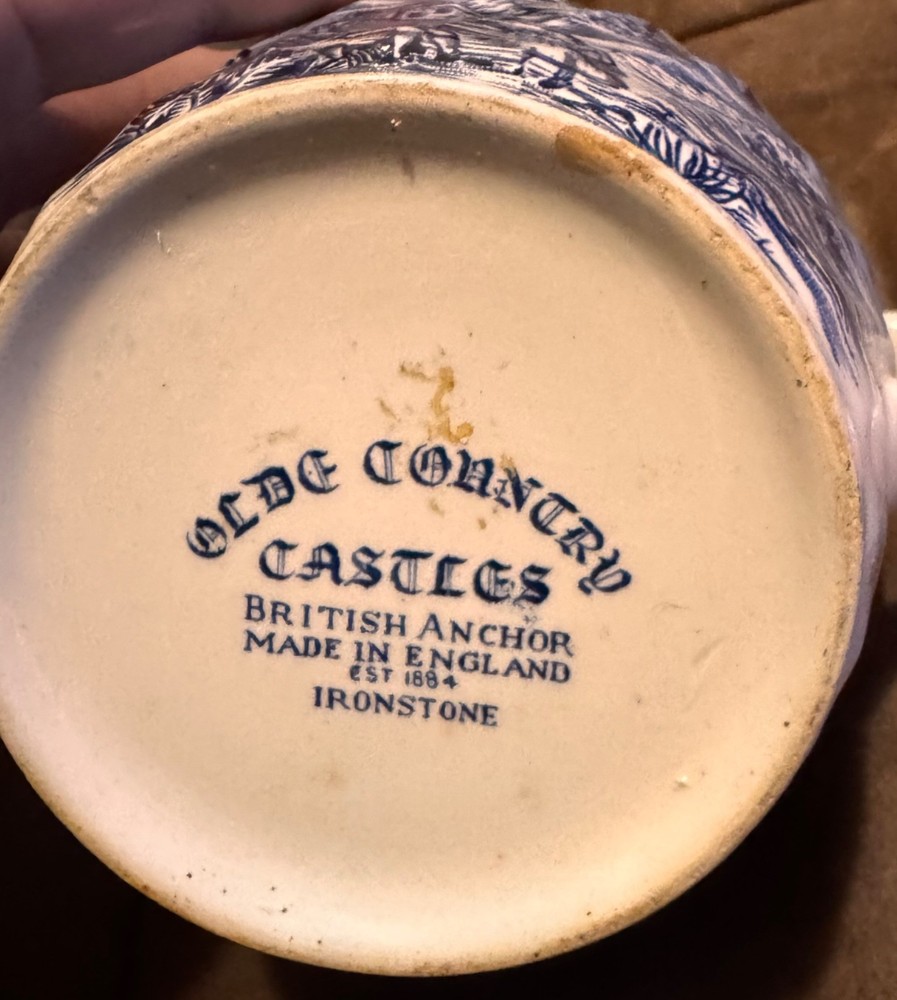 OLDE COUNTRY
CASTLES
BRITISH ANCHOR
MADE IN ENGLAND
EST 1884
IRONSTONE